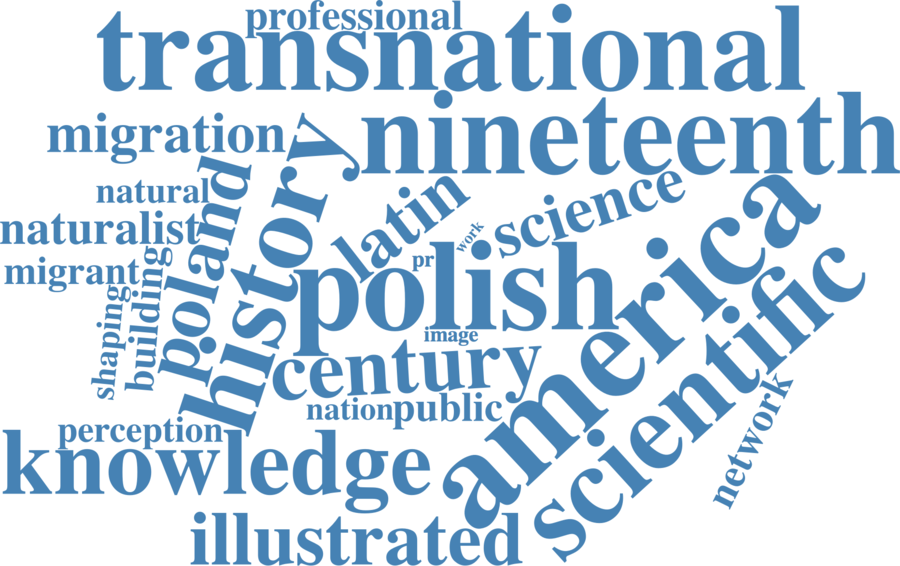 professional
transnational
migration
nineteenth
natural
poland
history
latin
work
science
america
naturalist
migrant
building
shaping
pr
polish
image
century
scientific
nation
public
network
perception
knowledge
illustrated